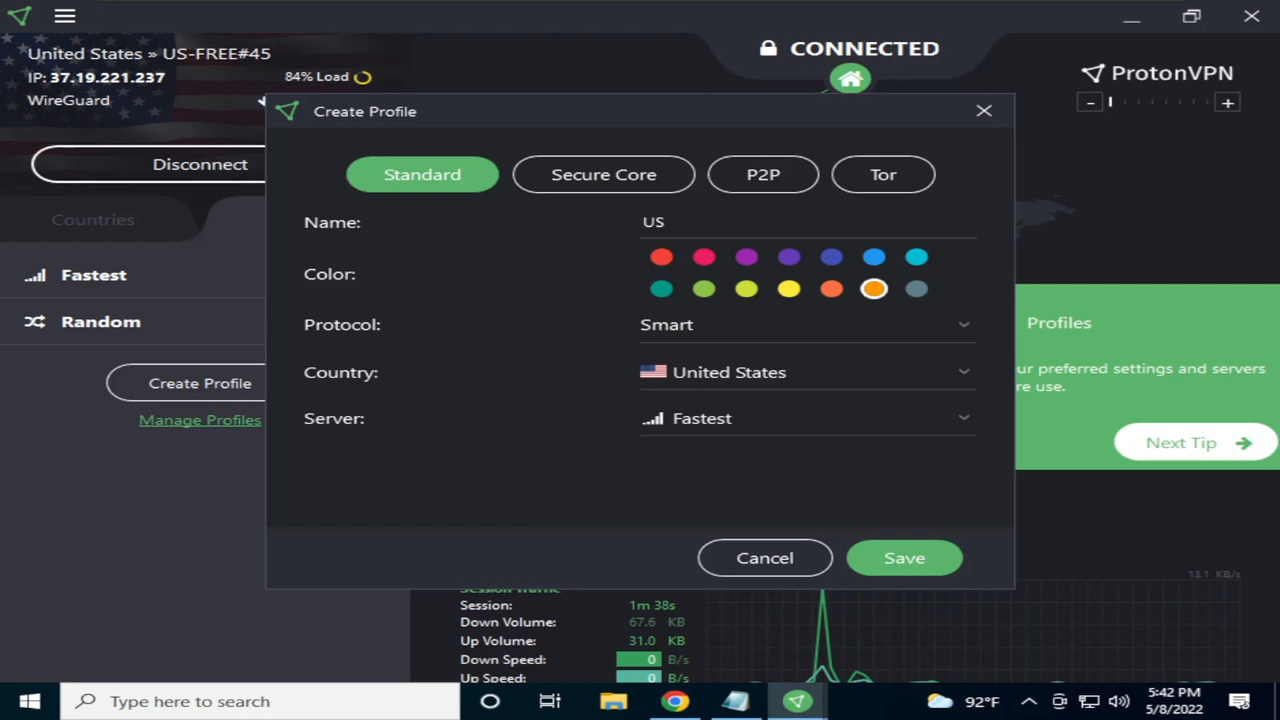 United States » US-FREE#45
IP: 37.19.221.237
84% Load
WireGuard
CONNECTED
ProtonVPN
- +
Disconnect
Countries
Fastest
Random
Create Profile
Manage Profiles
Create Profile
Standard Secure Core P2P Tor
Name: US
Color:
Protocol: Smart
Country: United States
Server: Fastest
Cancel Save
Profiles
ur preferred settings and servers
re use.
Next Tip
13.1 KB/s
Session Traffic
Session: 1m 38s
Down Volume: 67.6 KB
Up Volume: 31.0 KB
Down Speed: 0 B/s
Up Speed: 0 B/s
Type here to search
92°F
5:42 PM
5/8/2022